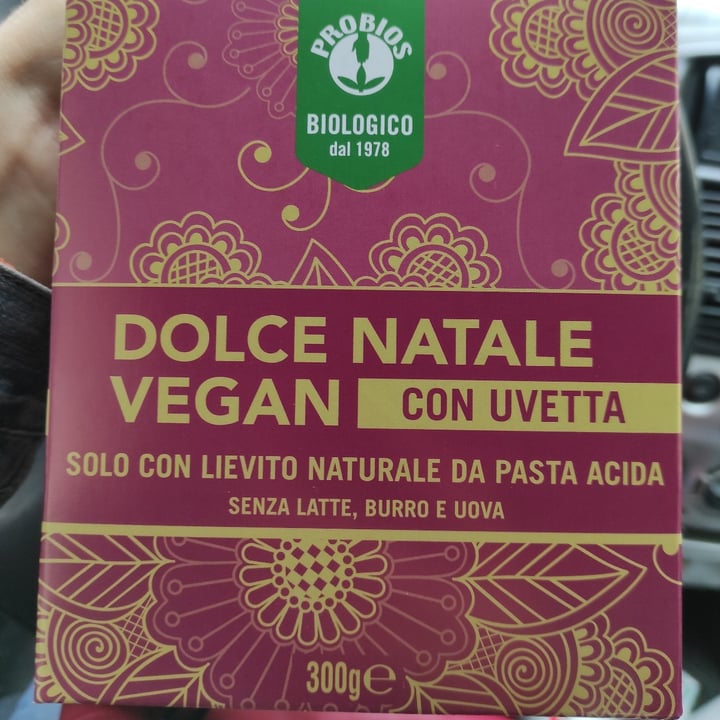 PROBIOS
BIOLOGICO
dal 1978
DOLCE NATALE
VEGAN CON UVETTA
SOLO CON LIEVITO NATURALE DA PASTA ACIDA
SENZA LATTE, BURRO E UOVA
300g℮